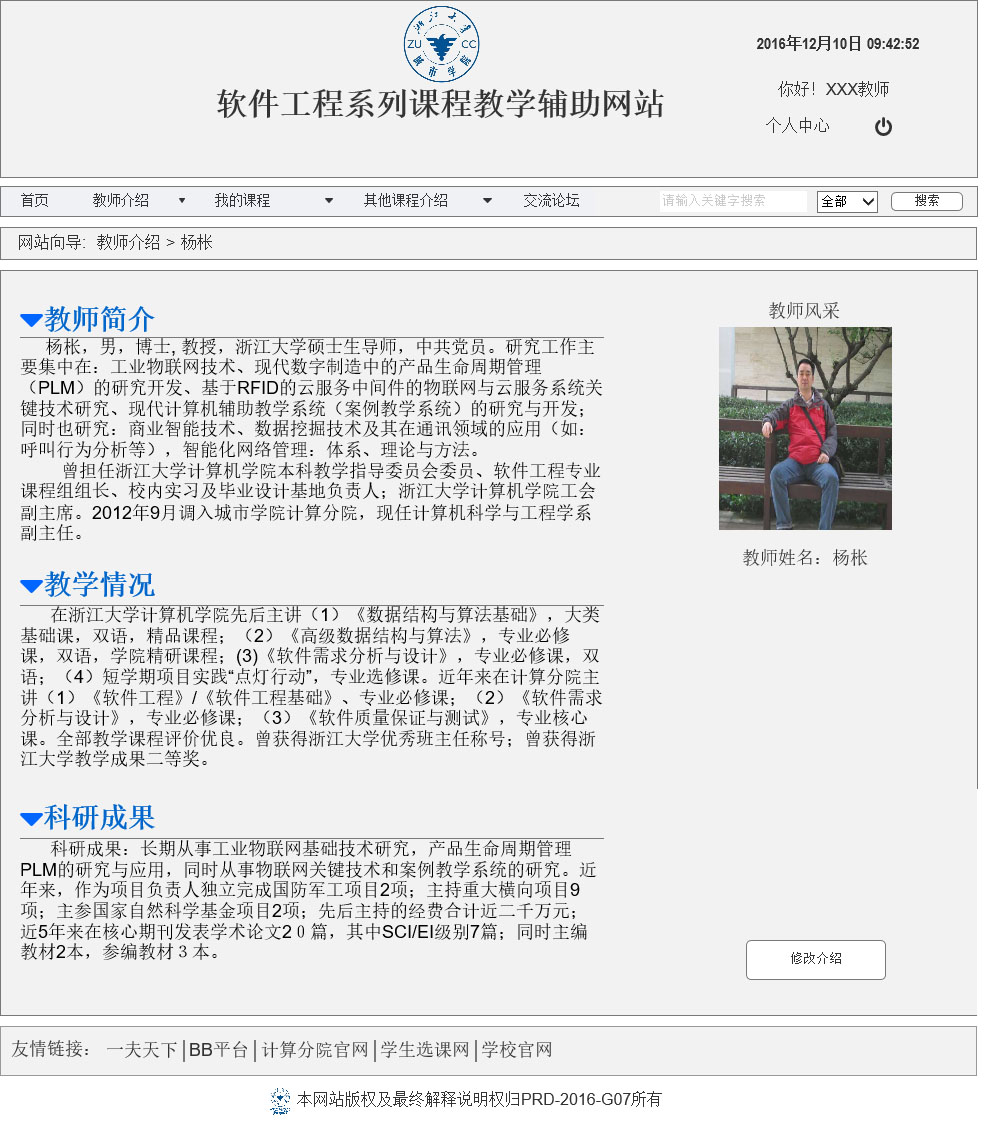 浙江大学
ZUCC
城市学院
2016年12月10日 09:42:52
软件工程系列课程教学辅助网站
你好！XXX教师
个人中心
首页 教师介绍 我的课程 其他课程介绍 交流论坛 请输入关键字搜索 全部 搜索
网站向导: 教师介绍 > 杨枨
教师简介
杨枨，男，博士, 教授，浙江大学硕士生导师，中共党员。研究工作主
要集中在：工业物联网技术、现代数字制造中的产品生命周期管理
（PLM）的研究开发、基于RFID的云服务中间件的物联网与云服务系统关
键技术研究、现代计算机辅助教学系统（案例教学系统）的研究与开发；
同时也研究：商业智能技术、数据挖掘技术及其在通讯领域的应用（如：
呼叫行为分析等），智能化网络管理：体系、理论与方法。
曾担任浙江大学计算机学院本科教学指导委员会委员、软件工程专业
课程组组长、校内实习及毕业设计基地负责人；浙江大学计算机学院工会
副主席。2012年9月调入城市学院计算分院，现任计算机科学与工程学系
副主任。
教师风采
教师姓名：杨枨
教学情况
在浙江大学计算机学院先后主讲（1）《数据结构与算法基础》，大类
基础课，双语，精品课程；（2）《高级数据结构与算法》，专业必修
课，双语，学院精研课程；(3)《软件需求分析与设计》，专业必修课，双
语；（4）短学期项目实践“点灯行动”，专业选修课。近年来在计算分院主
讲（1）《软件工程》/《软件工程基础》、专业必修课；（2）《软件需求
分析与设计》，专业必修课；（3）《软件质量保证与测试》，专业核心
课。全部教学课程评价优良。曾获得浙江大学优秀班主任称号；曾获得浙
江大学教学成果二等奖。
科研成果
科研成果：长期从事工业物联网基础技术研究，产品生命周期管理
PLM的研究与应用，同时从事物联网关键技术和案例教学系统的研究。近
年来，作为项目负责人独立完成国防军工项目2项；主持重大横向项目9
项；主参国家自然科学基金项目2项；先后主持的经费合计近二千万元；
近5年来在核心期刊发表学术论文2０篇，其中SCI/EI级别7篇；同时主编
教材2本，参编教材３本。
修改介绍
友情链接： 一夫天下│BB平台│计算分院官网│学生选课网│学校官网
本网站版权及最终解释说明权归PRD-2016-G07所有